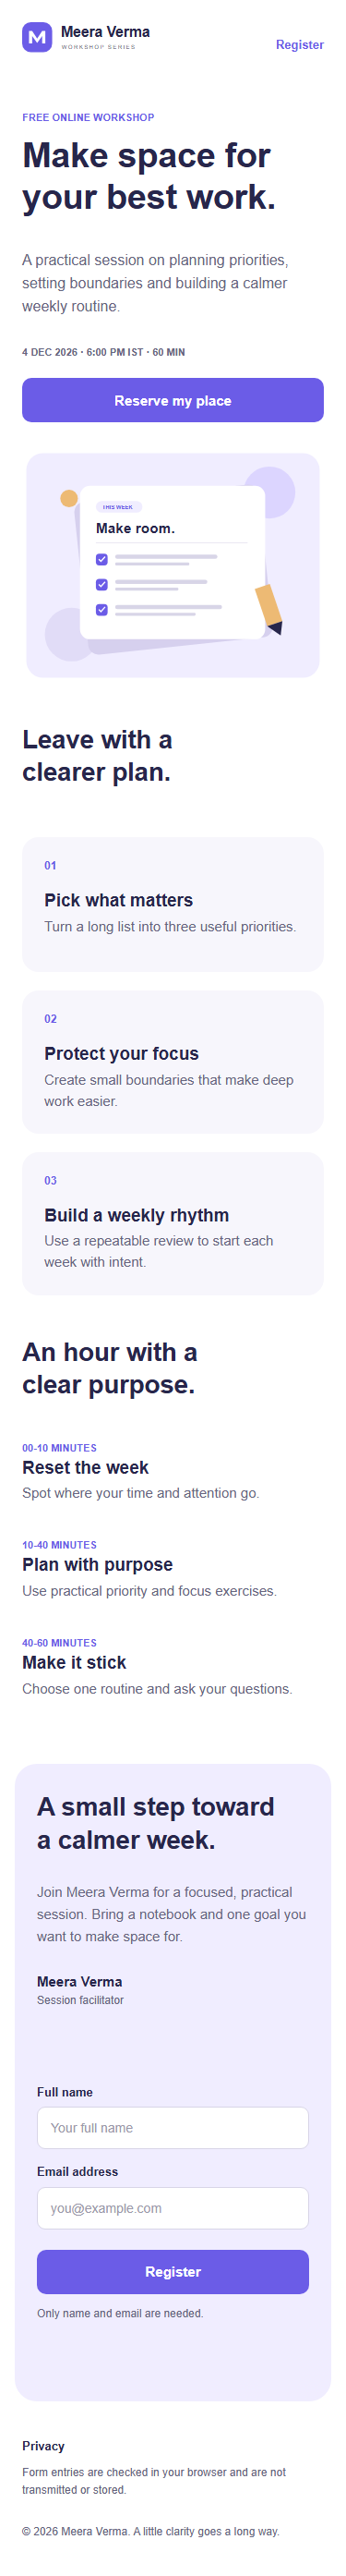 Meera Verma
WORKSHOP SERIES
Register
FREE ONLINE WORKSHOP
Make space for
your best work.
A practical session on planning priorities,
setting boundaries and building a calmer
weekly routine.
4 DEC 2026 · 6:00 PM IST · 60 MIN
Reserve my place
THIS WEEK
Make room.
Leave with a
clearer plan.
01
Pick what matters
Turn a long list into three useful priorities.
02
Protect your focus
Create small boundaries that make deep
work easier.
03
Build a weekly rhythm
Use a repeatable review to start each
week with intent.
An hour with a
clear purpose.
00-10 MINUTES
Reset the week
Spot where your time and attention go.
10-40 MINUTES
Plan with purpose
Use practical priority and focus exercises.
40-60 MINUTES
Make it stick
Choose one routine and ask your questions.
A small step toward
a calmer week.
Join Meera Verma for a focused, practical
session. Bring a notebook and one goal you
want to make space for.
Meera Verma
Session facilitator
Full name
Your full name
Email address
you@example.com
Register
Only name and email are needed.
Privacy
Form entries are checked in your browser and are not
transmitted or stored.
© 2026 Meera Verma. A little clarity goes a long way.